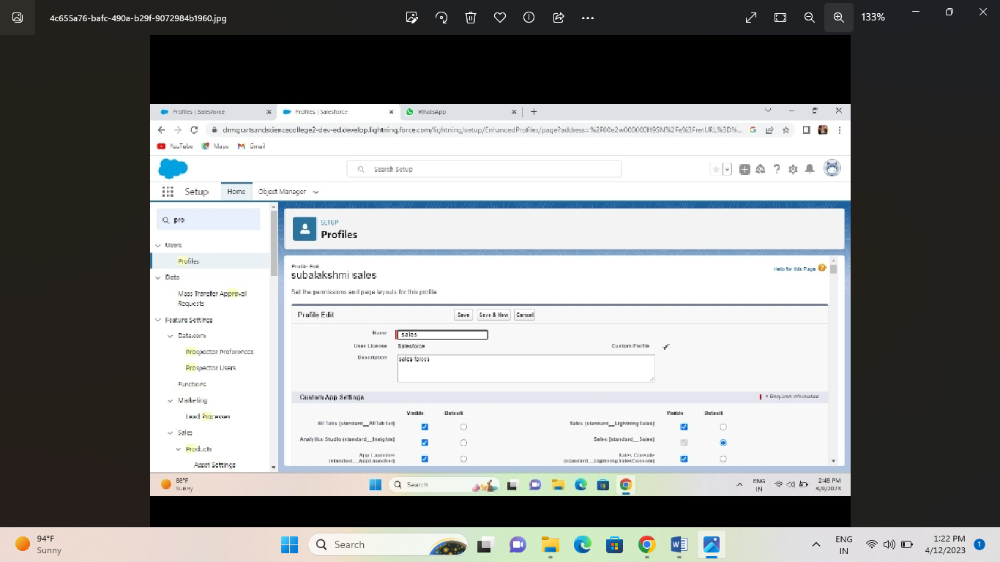 4c655a76-bafc-490a-b29f-9072984b1960.jpg
133%
Profiles | Salesforce
Profiles | Salesforce
WhatsApp
drmgrartsandsciencecollege2-dev-ed.develop.lightning.force.com/lightning/setup/EnhancedProfiles/page?address=%2F00e2w000000H9SN%2Fe%3FretURL%3D%...
YouTube
Maps
Gmail
Search Setup
Setup
Home
Object Manager
pro
Users
Profiles
Data
Mass Transfer Approval
Requests
Feature Settings
Data.com
Prospector Preferences
Prospector Users
Functions
Marketing
Lead Processes
Sales
Products
Asset Settings
SETUP
Profiles
Profile Edit
subalakshmi sales
Help for this Page
Set the permissions and page layouts for this profile.
Profile Edit
Save
Save & New
Cancel
Name
sales
User License
Salesforce
Custom Profile
Description
sales forces
Custom App Settings
= Required Information
Visible Default
Visible Default
All Tabs (standard__AllTabSet)
Sales (standard__LightningSales)
Analytics Studio (standard__Insights)
Sales (standard__Sales)
App Launcher
(standard__AppLauncher)
Sales Console
(standard__LightningSalesConsole)
88°F
Sunny
Search
ENG
IN
2:48 PM
4/9/2023
94°F
Sunny
Search
ENG
IN
1:22 PM
4/12/2023
1